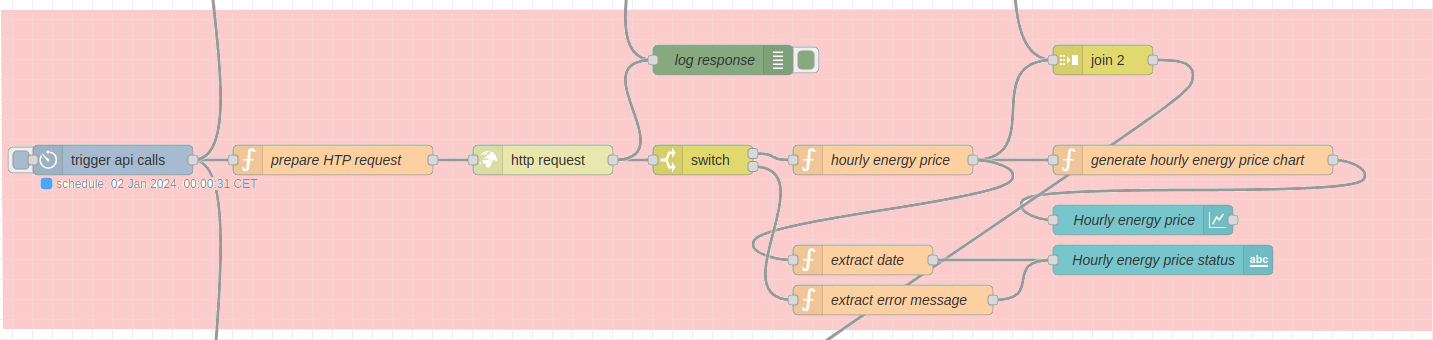 log response
join 2
trigger api calls
prepare HTP request
http request
switch
hourly energy price
generate hourly energy price chart
schedule: 02 Jan 2024, 00:00:31 CET
Hourly energy price
extract date
Hourly energy price status
abc
extract error message